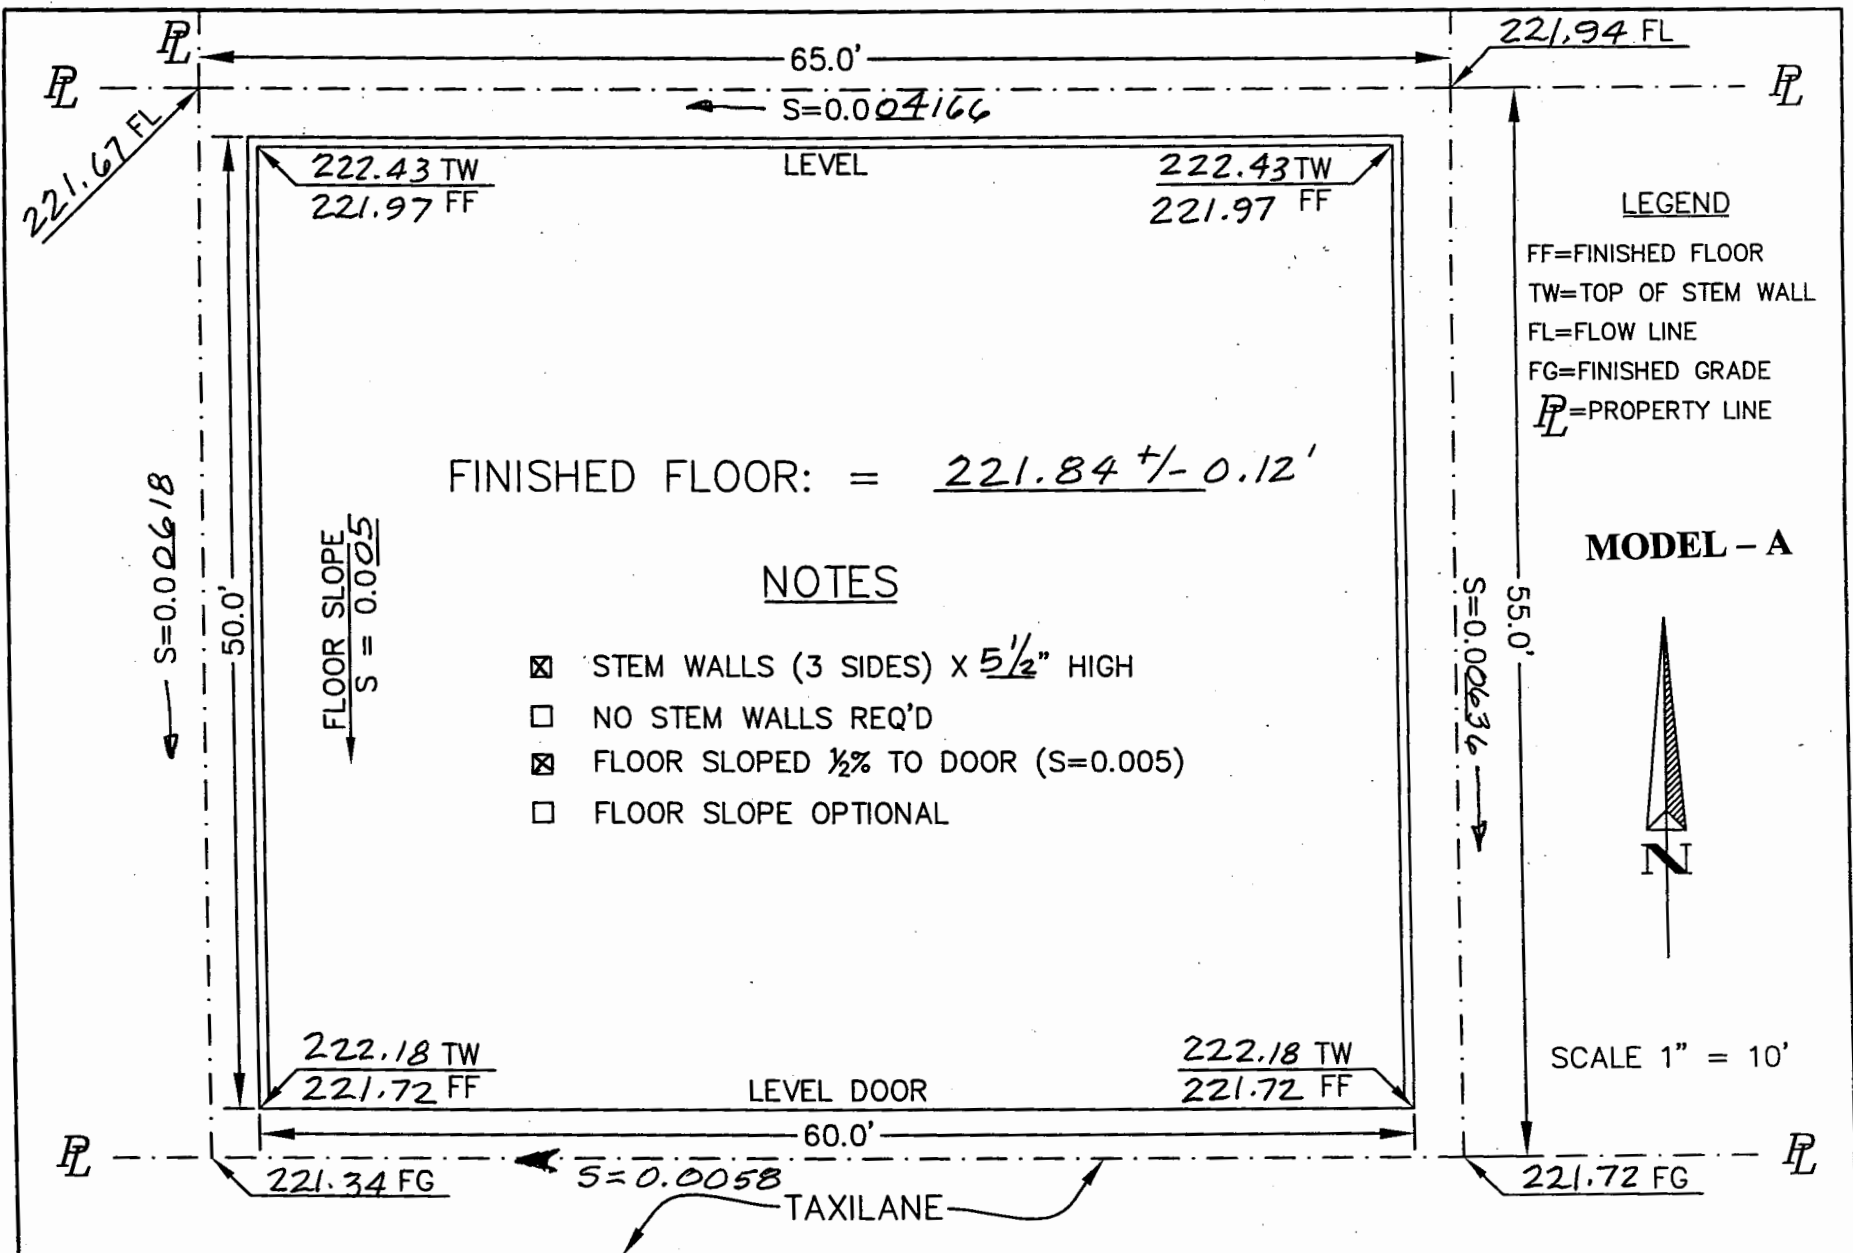 PL
PL
65.0'
221.94 FL
PL
S=0.004166
221.67 FL
222.43 TW
221.97 FF
LEVEL
222.43 TW
221.97 FF
LEGEND
FF=FINISHED FLOOR
TW=TOP OF STEM WALL
FL=FLOW LINE
FG=FINISHED GRADE
PL=PROPERTY LINE
FINISHED FLOOR: = 221.84 +/- 0.12'
S=0.00618
50.0'
FLOOR SLOPE
S = 0.005
NOTES
☒ STEM WALLS (3 SIDES) X 5 1/2" HIGH
☐ NO STEM WALLS REQ'D
☒ FLOOR SLOPED ½% TO DOOR (S=0.005)
☐ FLOOR SLOPE OPTIONAL
MODEL – A
S=0.00636
55.0'
N
SCALE 1" = 10'
222.18 TW
221.72 FF
LEVEL DOOR
222.18 TW
221.72 FF
60.0'
PL
PL
221.34 FG
S=0.0058
221.72 FG
TAXILANE